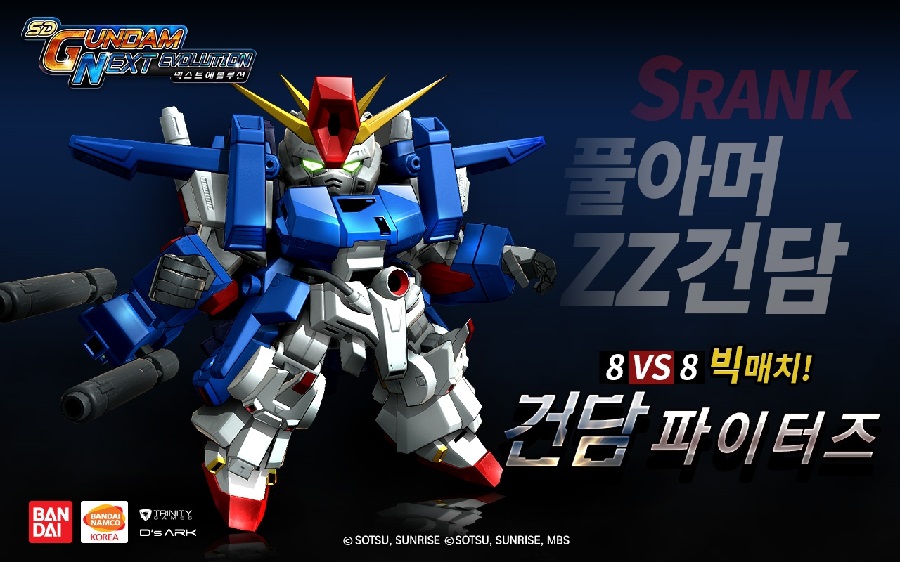 SD
GUNDAM
NEXT EVOLUTION
넥스트에볼루션
SRANK
풀아머
ZZ건담
8 VS 8 빅매치!
건담 파이터즈
BAN
DAI
BANDAI
NAMCO
KOREA
TRINITY
GAMES
D'S ARK
©SOTSU, SUNRISE ©SOTSU, SUNRISE, MBS